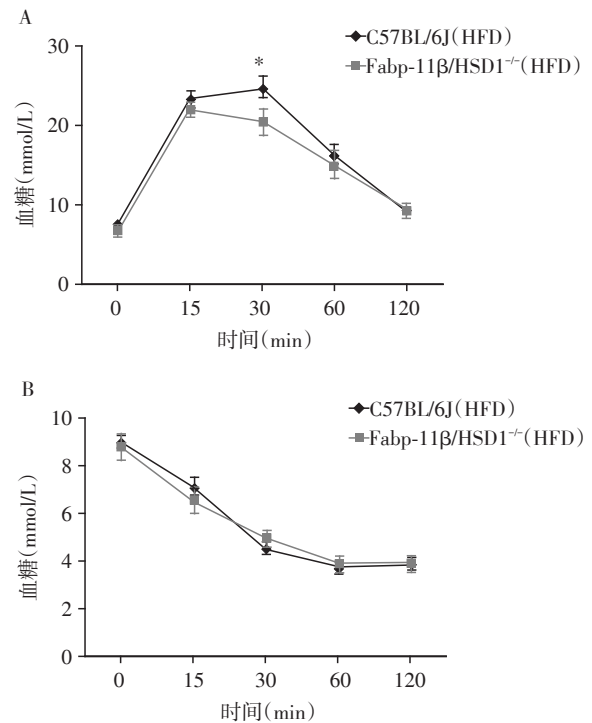 A
C57BL/6J(HFD)
Fabp-11β/HSD1⁻/⁻(HFD)
*
30
20
10
0
血糖(mmol/L)
0 15 30 60 120
时间(min)
B
C57BL/6J(HFD)
Fabp-11β/HSD1⁻/⁻(HFD)
10
8
6
4
2
0
血糖(mmol/L)
0 15 30 60 120
时间(min)